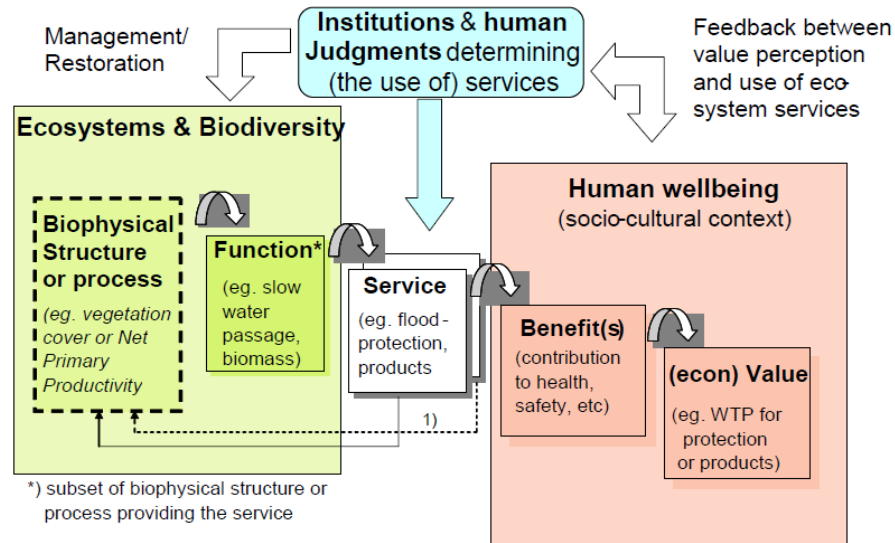 Management/
Restoration
Institutions & human
Judgments determining
(the use of) services
Feedback between
value perception
and use of eco-
system services
Ecosystems & Biodiversity
Biophysical
Structure
or process
(eg. vegetation
cover or Net
Primary
Productivity
Function*
(eg. slow
water
passage,
biomass)
Service
(eg. flood-
protection,
products
Human wellbeing
(socio-cultural context)
Benefit(s)
(contribution
to health,
safety, etc)
(econ) Value
(eg. WTP for
protection
or products)
1)
*) subset of biophysical structure or
process providing the service